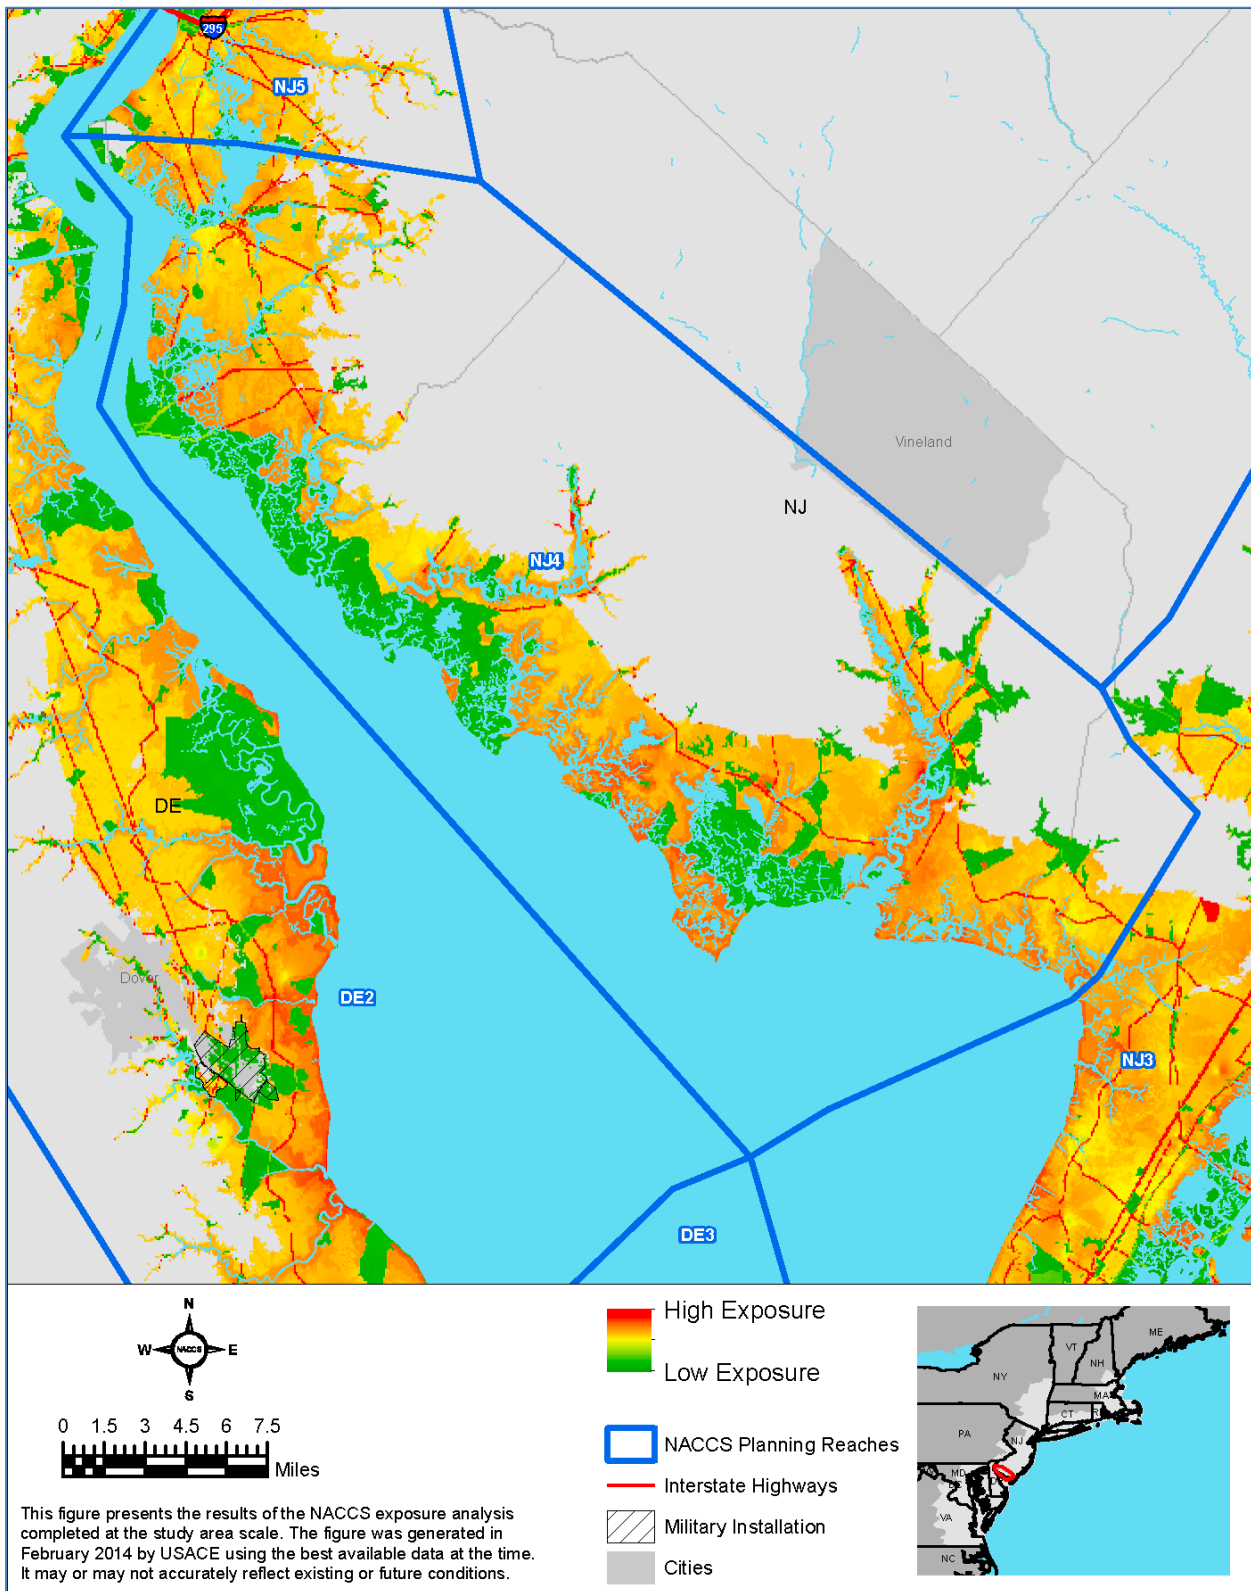 295
NJ5
Vineland
NJ
NJ4
DE
Dover
DE2
NJ3
DE3
N
W NACCS E
S
0 1.5 3 4.5 6 7.5
Miles
This figure presents the results of the NACCS exposure analysis
completed at the study area scale. The figure was generated in
February 2014 by USACE using the best available data at the time.
It may or may not accurately reflect existing or future conditions.
High Exposure
Low Exposure
NACCS Planning Reaches
Interstate Highways
Military Installation
Cities
ME
VT
NH
NY
MA
CT
PA
NJ
MD
VA
NC